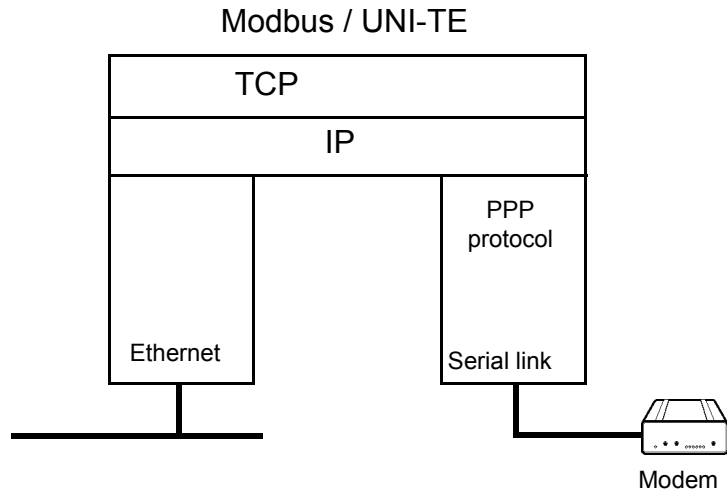 Modbus / UNI-TE
TCP
IP
PPP
protocol
Ethernet
Serial link
Modem